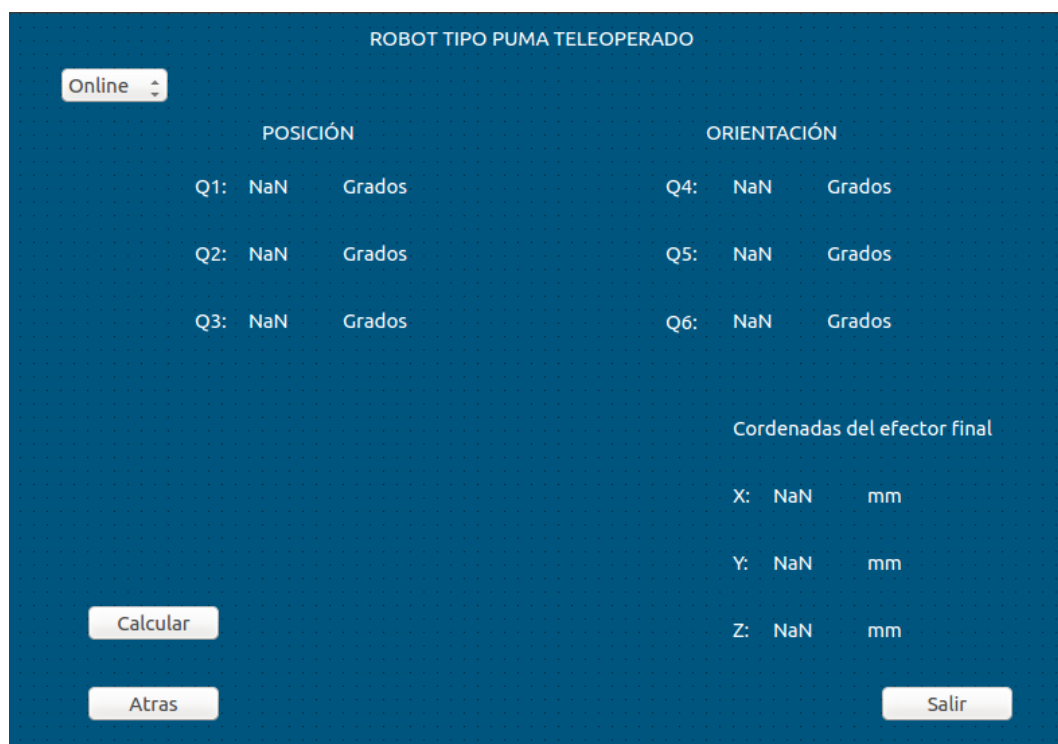 ROBOT TIPO PUMA TELEOPERADO
Online
POSICIÓN ORIENTACIÓN
Q1: NaN Grados Q4: NaN Grados
Q2: NaN Grados Q5: NaN Grados
Q3: NaN Grados Q6: NaN Grados
Cordenadas del efector final
X: NaN mm
Y: NaN mm
Calcular
Z: NaN mm
Atras Salir